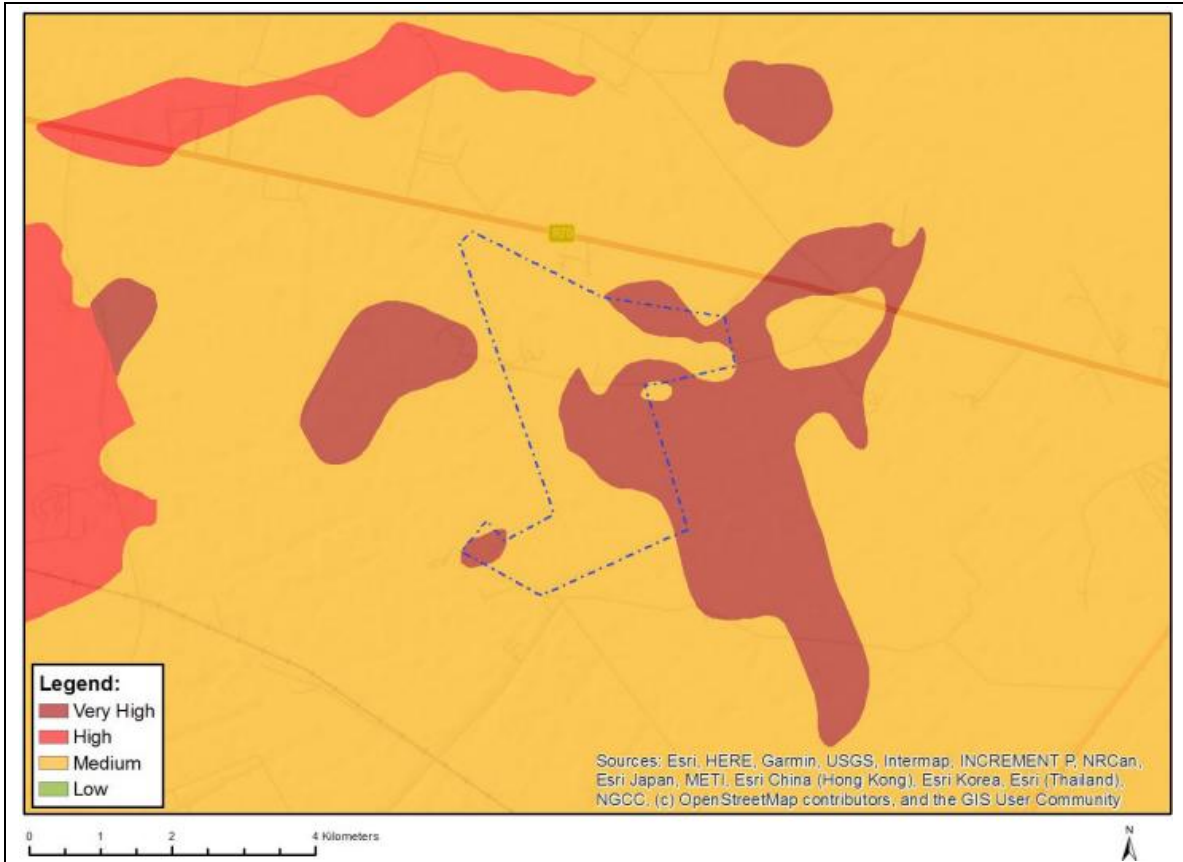 Legend:
Very High
High
Medium
Low
Sources: Esri, HERE, Garmin, USGS, Intermap, INCREMENT P, NRCan,
Esri Japan, METI, Esri China (Hong Kong), Esri Korea, Esri (Thailand),
NGCC, (c) OpenStreetMap contributors, and the GIS User Community
0 1 2 4 Kilometers
N